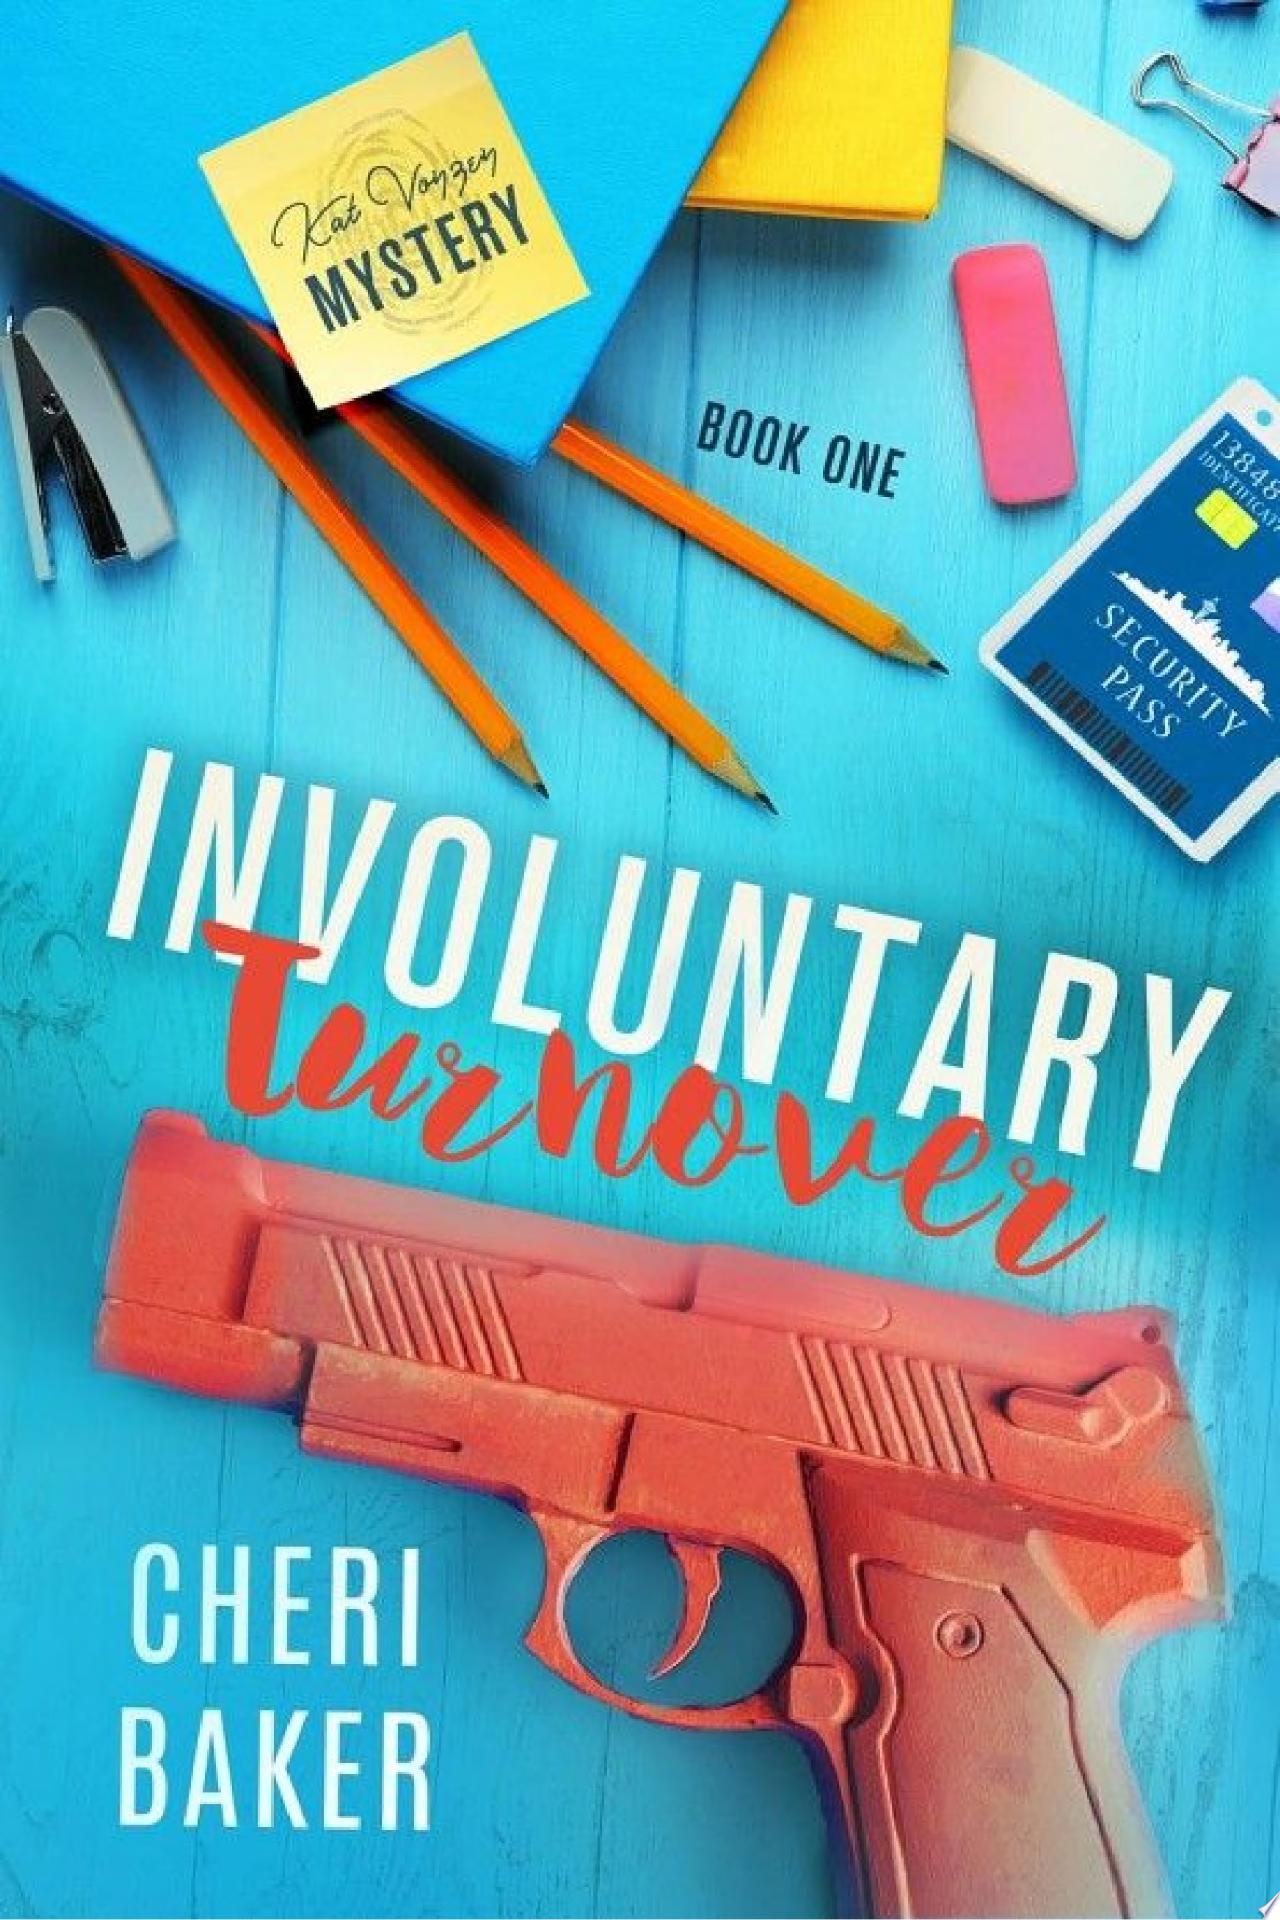 Kat Voyzey
MYSTERY
BOOK ONE
13848
SECURITY
PASS
INVOLUNTARY
Turnover
CHERI
BAKER